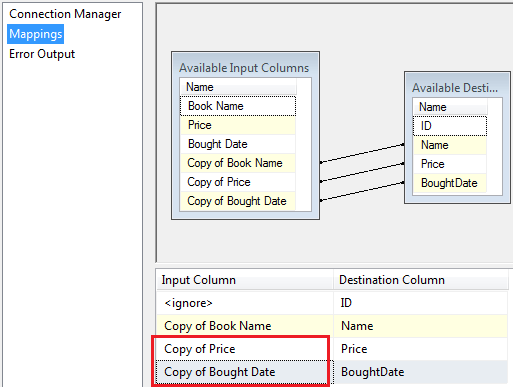 Connection Manager
Mappings
Error Output
Available Input Columns
Name
Book Name
Price
Bought Date
Copy of Book Name
Copy of Price
Copy of Bought Date
Available Desti...
Name
ID
Name
Price
BoughtDate
Input Column Destination Column
<ignore> ID
Copy of Book Name Name
Copy of Price Price
Copy of Bought Date BoughtDate